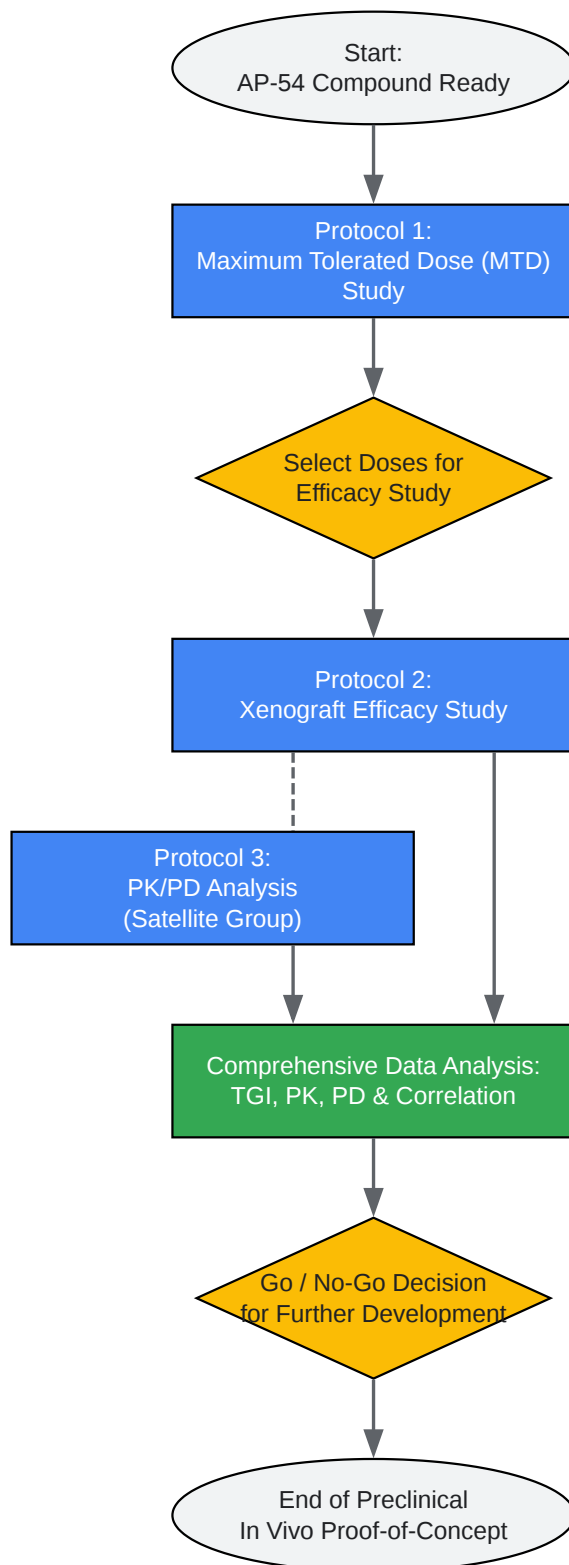 Start:
AP-54 Compound Ready
Protocol 1:
Maximum Tolerated Dose (MTD)
Study
Select Doses for
Efficacy Study
Protocol 2:
Xenograft Efficacy Study
Protocol 3:
PK/PD Analysis
(Satellite Group)
Comprehensive Data Analysis:
TGI, PK, PD & Correlation
Go / No-Go Decision
for Further Development
End of Preclinical
In Vivo Proof-of-Concept